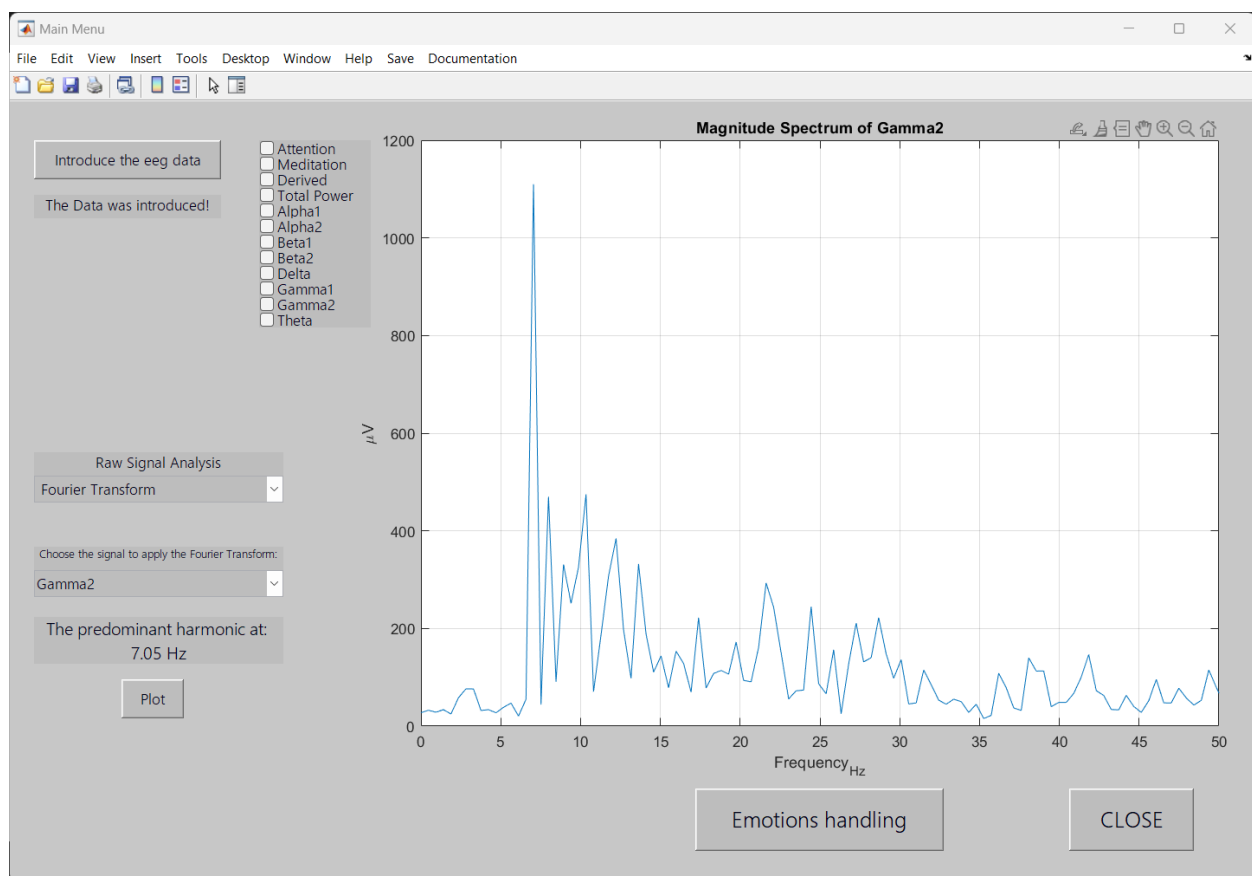 Main Menu
File Edit View Insert Tools Desktop Window Help Save Documentation
Introduce the eeg data
The Data was introduced!
Attention
Meditation
Derived
Total Power
Alpha1
Alpha2
Beta1
Beta2
Delta
Gamma1
Gamma2
Theta
Raw Signal Analysis
Fourier Transform
Choose the signal to apply the Fourier Transform:
Gamma2
The predominant harmonic at:
7.05 Hz
Plot
Magnitude Spectrum of Gamma2
1200
1000
800
600
400
200
0
μV
0 5 10 15 20 25 30 35 40 45 50
Frequency Hz
Emotions handling
CLOSE